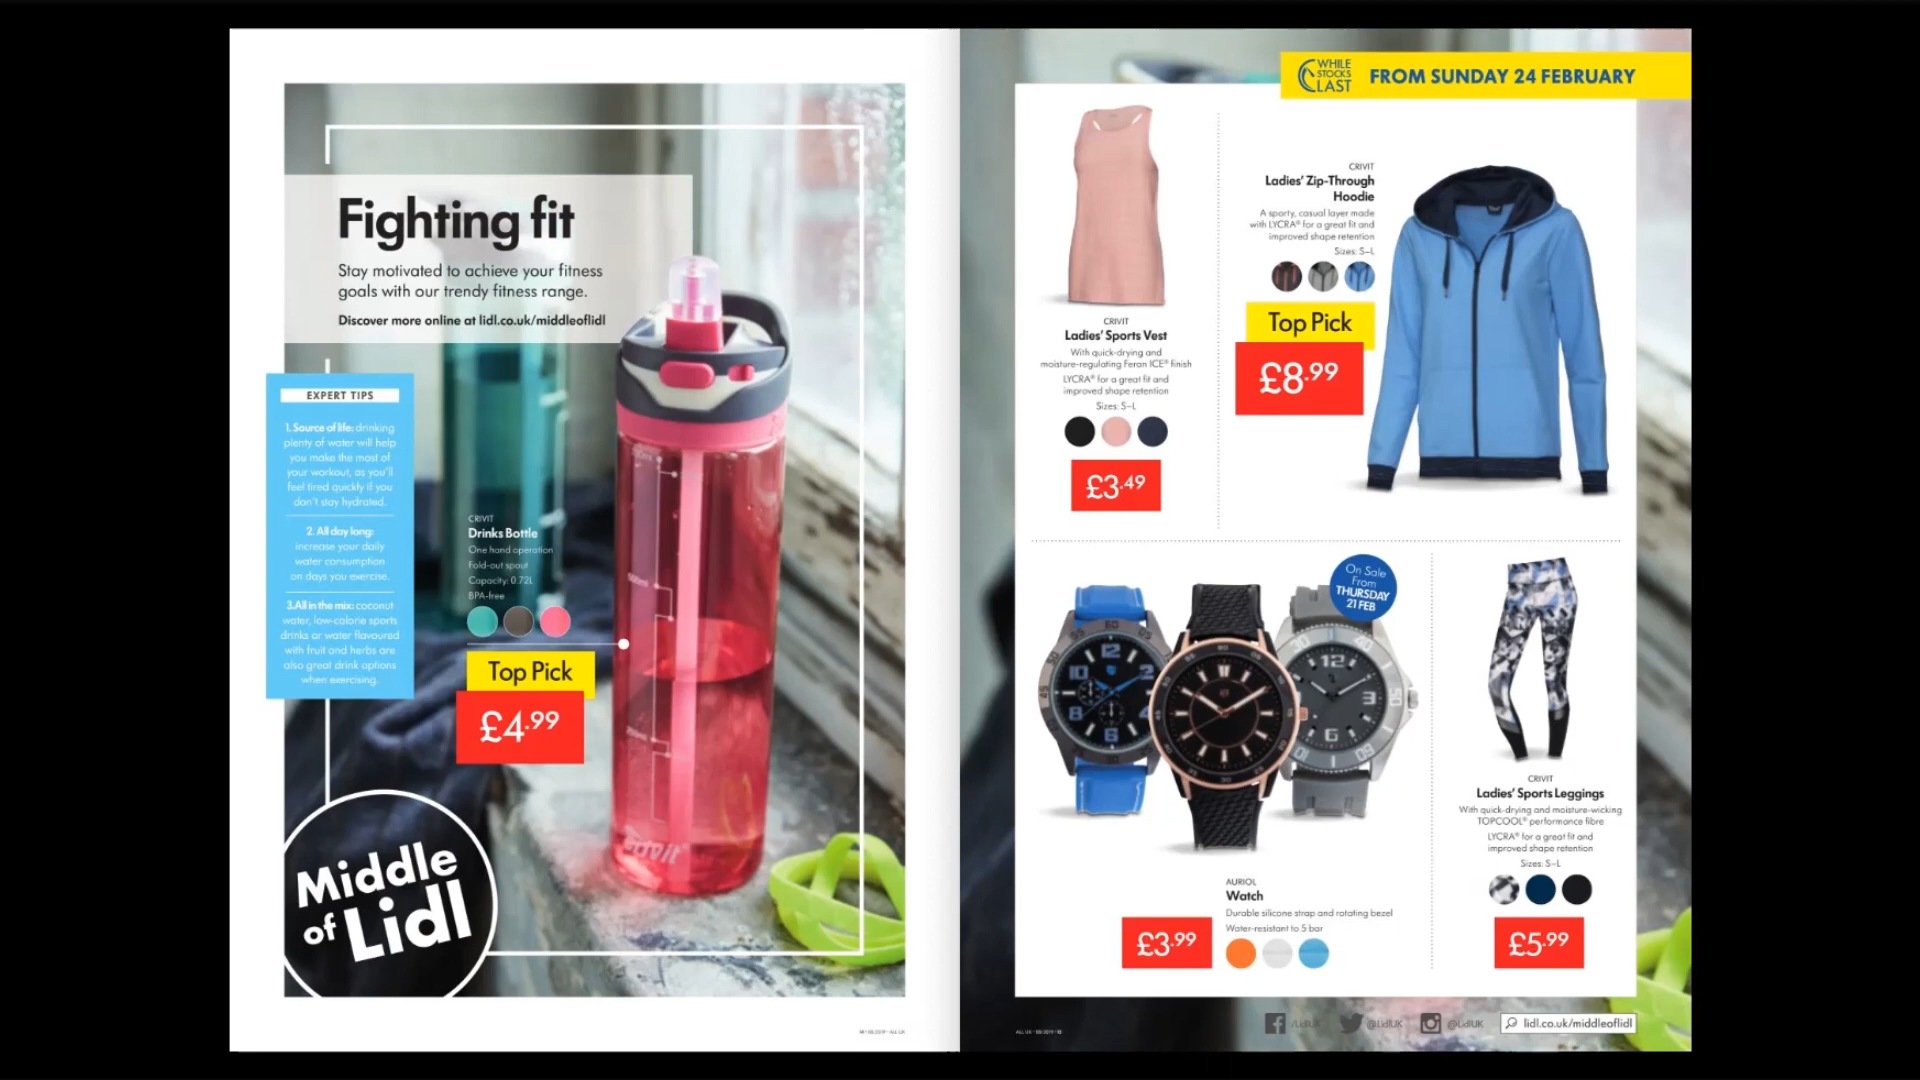 Fighting fit
Stay motivated to achieve your fitness
goals with our trendy fitness range.
Discover more online at lidl.co.uk/middleoflidl
EXPERT TIPS
1. Source of life: drinking
plenty of water will help
you make the most of
your workout, as you'll
feel tired quickly if you
don't stay hydrated.
2. All day long:
increase your daily
water consumption
on days you exercise.
3.All in the mix: coconut
water, low-calorie sports
drinks or water flavoured
with fruit and herbs are
also great drink options
when exercising.
CRIVIT
Drinks Bottle
One hand operation
Fold-out spout
Capacity: 0.72L
BPA-free
Top Pick
£4.99
crivit
Middle
of Lidl
WHILE
STOCKS
LAST
FROM SUNDAY 24 FEBRUARY
CRIVIT
Ladies' Sports Vest
With quick-drying and
moisture-regulating Feran ICE® finish
LYCRA® for a great fit and
improved shape retention
Sizes: S–L
£3.49
CRIVIT
Ladies' Zip-Through
Hoodie
A sporty, casual layer made
with LYCRA® for a great fit and
improved shape retention
Sizes: S–L
Top Pick
£8.99
On Sale
From
THURSDAY
21 FEB
AURIOL
Watch
Durable silicone strap and rotating bezel
Water-resistant to 5 bar
£3.99
CRIVIT
Ladies' Sports Leggings
With quick-drying and moisture-wicking
TOPCOOL® performance fibre
LYCRA® for a great fit and
improved shape retention
Sizes: S–L
£5.99
/LidlUK
@LidlUK
@LidlUK
lidl.co.uk/middleoflidl